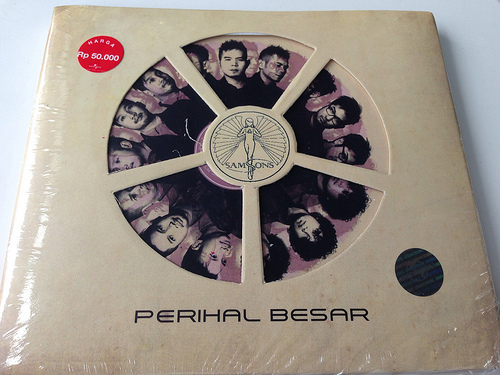 HARGA
Rp 50.000
SAMSONS
PERIHAL BESAR